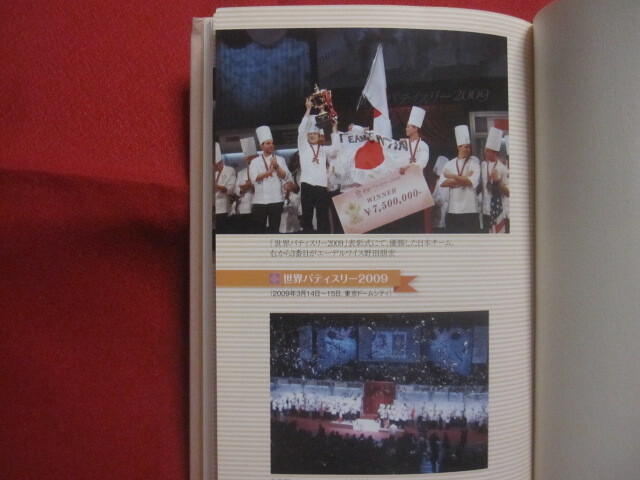 パティスリー2009
TEAM JAPAN
WINNER
¥7,500,000-
「世界パティスリー2009」表彰式にて、優勝した日本チーム。
右から3番目がエーデルワイス野田朋宏
世界パティスリー2009
(2009年3月14日〜15日、東京ドームシティ)